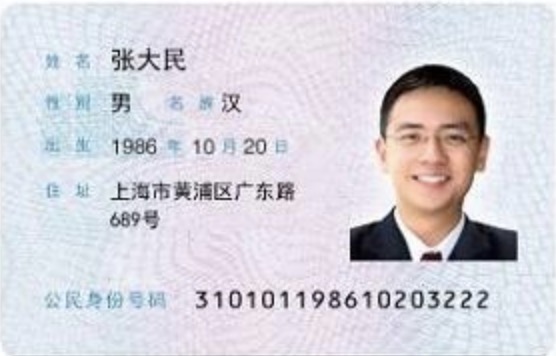 姓 名 张大民
性 别 男 名 族 汉
出 生 1986 年 10 月 20 日
住 址 上海市黄浦区广东路
689号
公民身份号码 310101198610203222